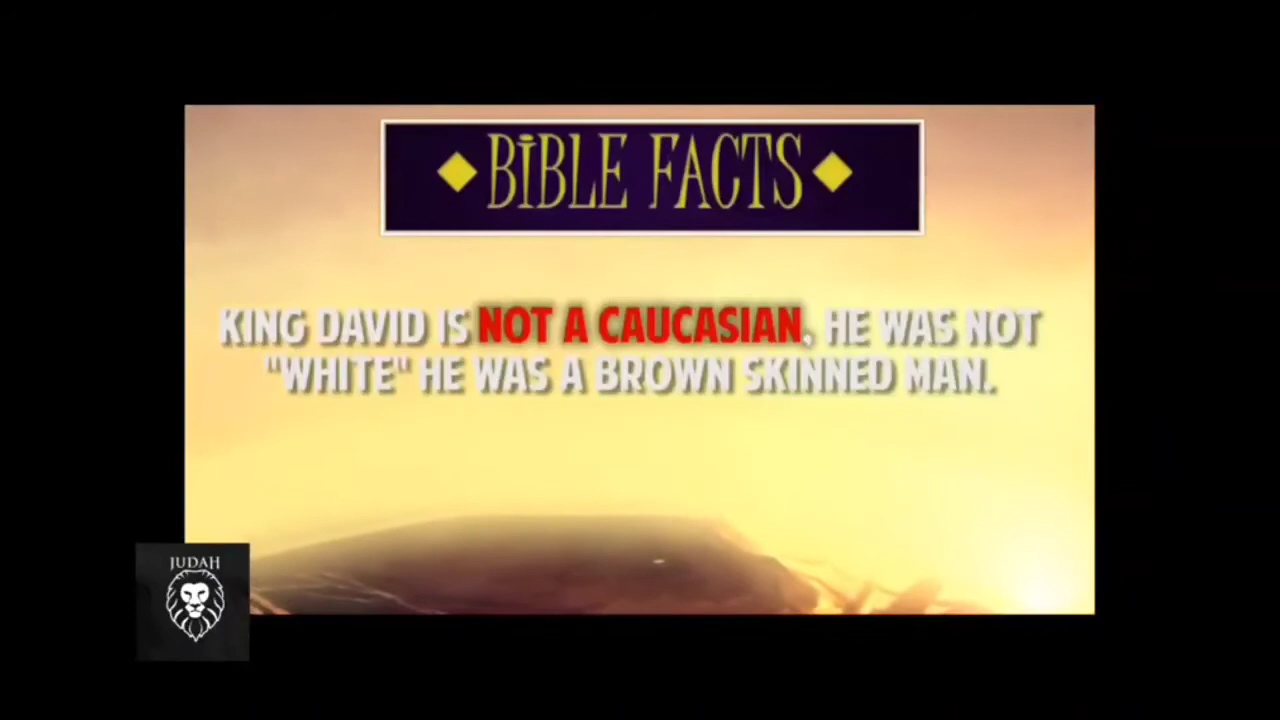 BIBLE FACTS
KING DAVID IS NOT A CAUCASIAN, HE WAS NOT
"WHITE" HE WAS A BROWN SKINNED MAN.
JUDAH